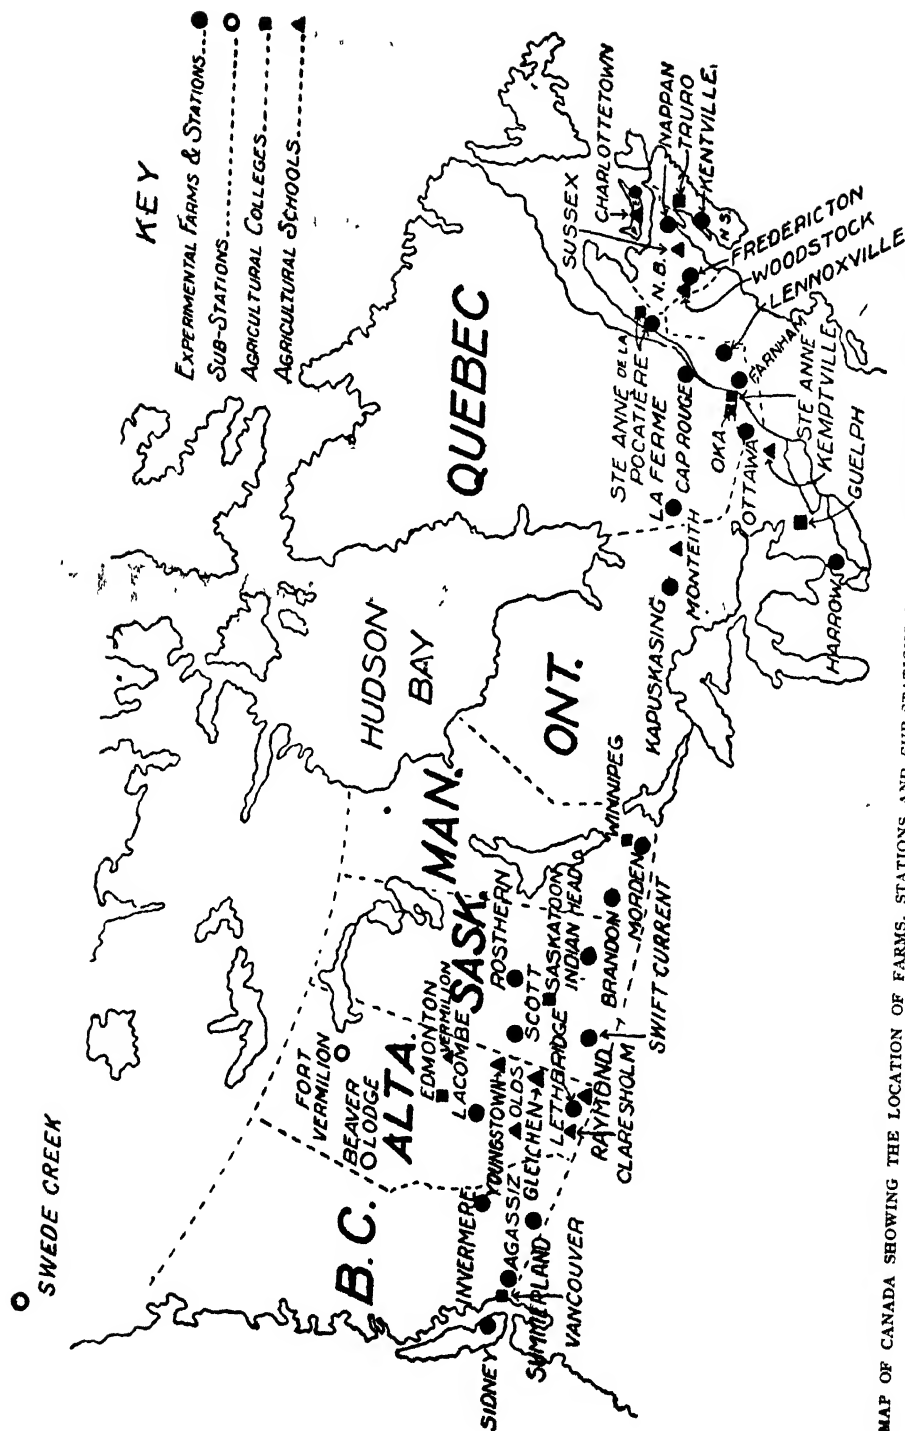 KEY
EXPERIMENTAL FARMS & STATIONS
SUB-STATIONS
AGRICULTURAL COLLEGES
AGRICULTURAL SCHOOLS
SWEDE CREEK
HUDSON
BAY
QUEBEC
B.C.
ALTA.
SASK.
MAN.
ONT.
FORT
VERMILION
BEAVER
LODGE
EDMONTON
VERMILION
LACOMBE
YOUNGSTOWN
OLDS
GLEICHEN
LETHBRIDGE
RAYMOND
CLARESHOLM
INVERMERE
AGASSIZ
SUMMERLAND
VANCOUVER
SIDNEY
ROSTHERN
SCOTT
SASKATOON
INDIAN HEAD
SWIFT CURRENT
BRANDON
MORDEN
WINNIPEG
KAPUSKASING
MONTEITH
HARROW
GUELPH
KEMPTVILLE
OTTAWA
STE ANNE
OKA
FARNHAM
CAP ROUGE
LA FERME
STE ANNE DE LA
POCATIERE
LENNOXVILLE
WOODSTOCK
FREDERICTON
N.B.
SUSSEX
CHARLOTTETOWN
NAPPAN
TRURO
KENTVILLE
N.S.
MAP OF CANADA SHOWING THE LOCATION OF FARMS, STATIONS AND